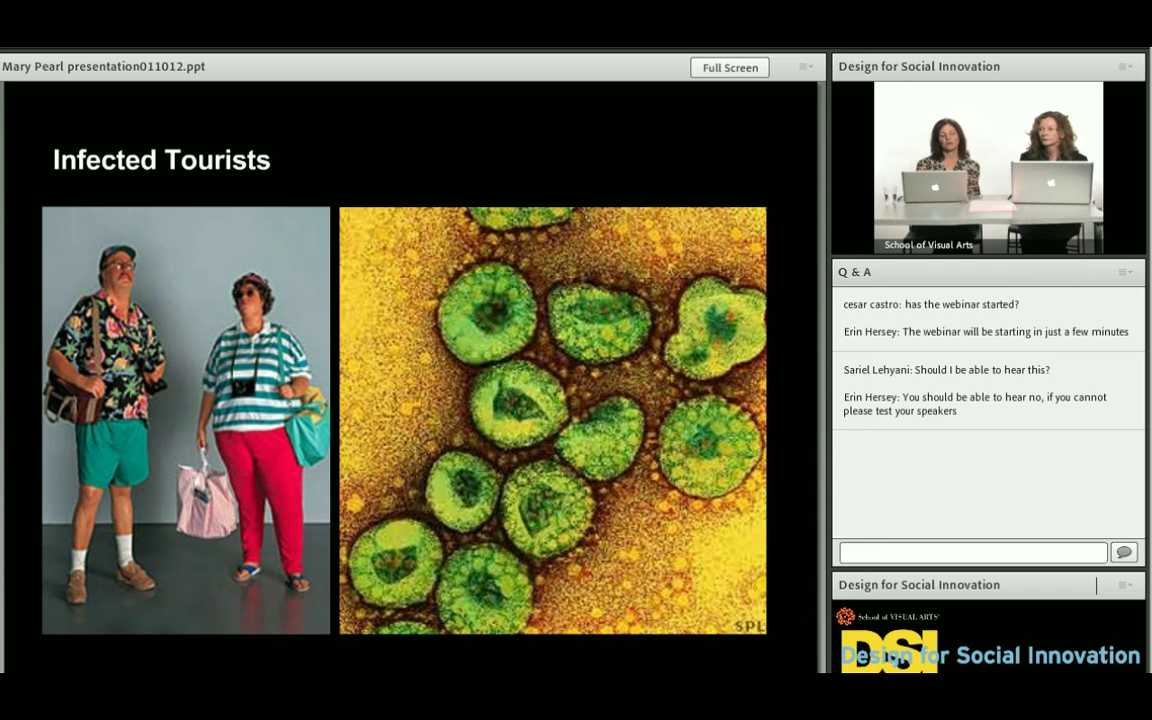 Mary Pearl presentation011012.ppt
Full Screen
Infected Tourists
SPL
Design for Social Innovation
School of Visual Arts
Q & A
cesar castro: has the webinar started?
Erin Hersey: The webinar will be starting in just a few minutes
Sariel Lehyani: Should I be able to hear this?
Erin Hersey: You should be able to hear no, if you cannot
please test your speakers
Design for Social Innovation
School of VISUAL ARTS
DSI
Design for Social Innovation